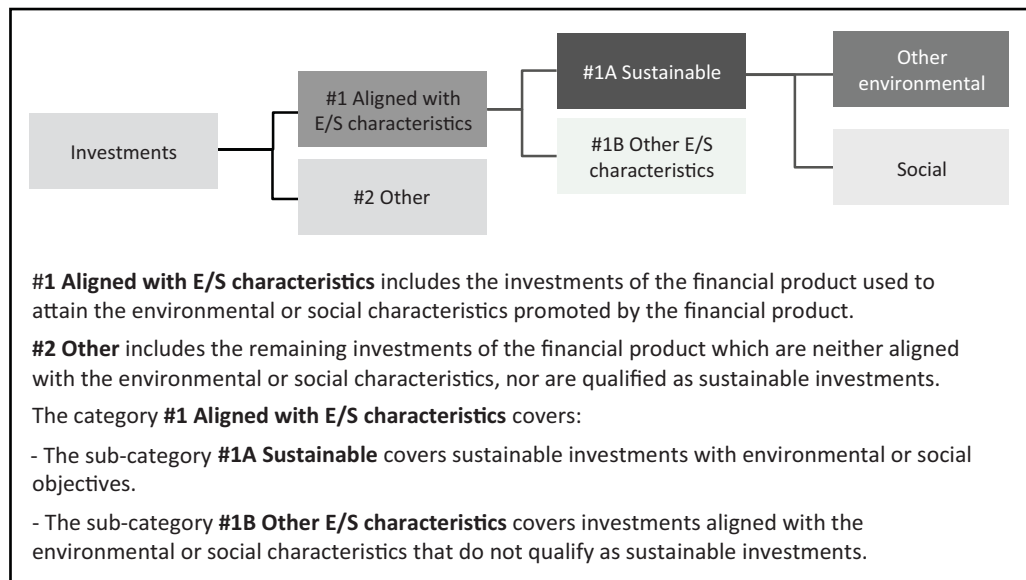 Investments
#1 Aligned with
E/S characteristics
#2 Other
#1A Sustainable
#1B Other E/S
characteristics
Other
environmental
Social
#1 Aligned with E/S characteristics includes the investments of the financial product used to
attain the environmental or social characteristics promoted by the financial product.
#2 Other includes the remaining investments of the financial product which are neither aligned
with the environmental or social characteristics, nor are qualified as sustainable investments.
The category #1 Aligned with E/S characteristics covers:
- The sub-category #1A Sustainable covers sustainable investments with environmental or social
objectives.
- The sub-category #1B Other E/S characteristics covers investments aligned with the
environmental or social characteristics that do not qualify as sustainable investments.